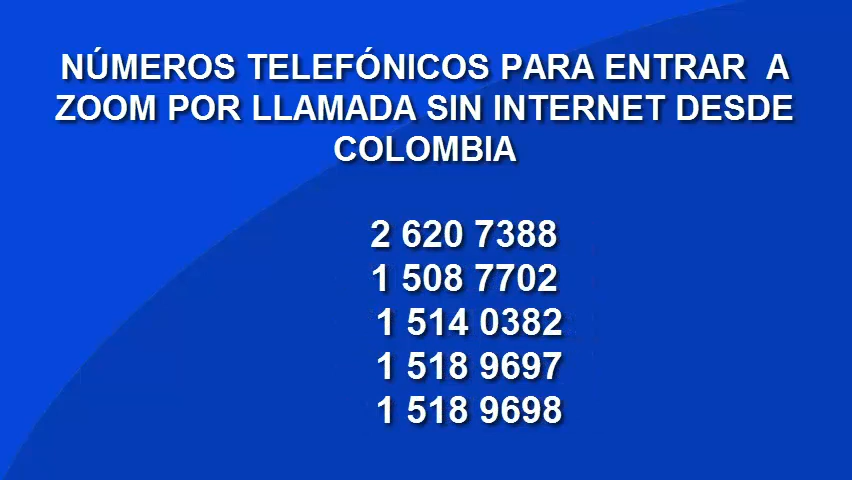 NÚMEROS TELEFÓNICOS PARA ENTRAR A
ZOOM POR LLAMADA SIN INTERNET DESDE
COLOMBIA
2 620 7388
1 508 7702
1 514 0382
1 518 9697
1 518 9698